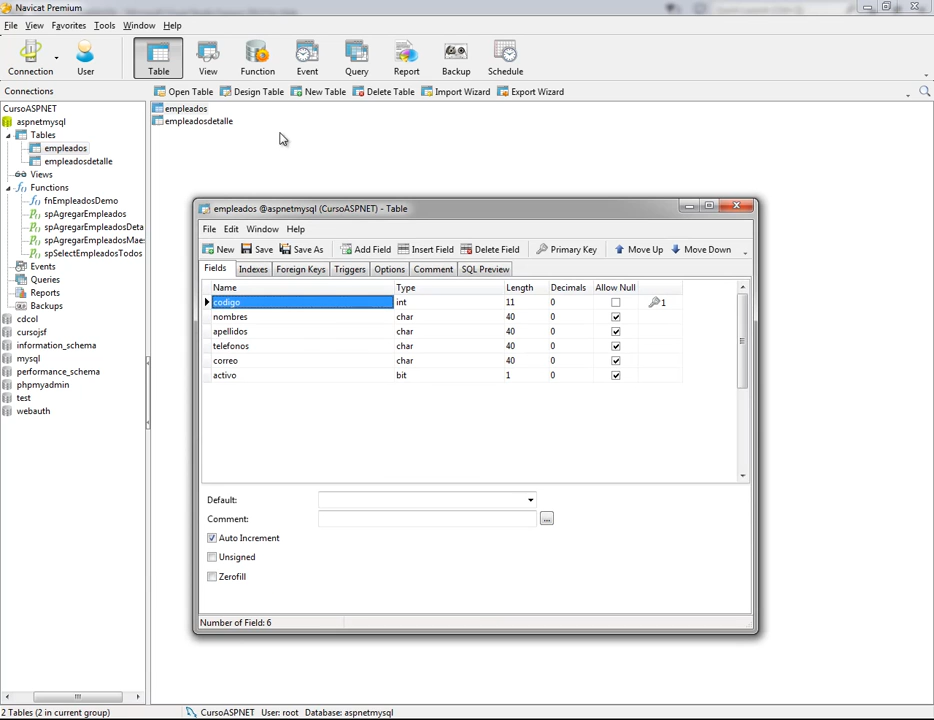 Navicat Premium
File View Favorites Tools Window Help
Connection User Table View Function Event Query Report Backup Schedule
Connections Open Table Design Table New Table Delete Table Import Wizard Export Wizard
CursoASPNET
aspnetmysql
Tables
empleados
empleadosdetalle
Views
Functions
fnEmpleadosDemo
spAgregarEmpleados
spAgregarEmpleadosDeta
spAgregarEmpleadosMaes
spSelectEmpleadosTodos
Events
Queries
Reports
Backups
cdcol
cursojsf
information_schema
mysql
performance_schema
phpmyadmin
test
webauth
empleados
empleadosdetalle
empleados @aspnetmysql (CursoASPNET) - Table
File Edit Window Help
New Save Save As Add Field Insert Field Delete Field Primary Key Move Up Move Down
Fields Indexes Foreign Keys Triggers Options Comment SQL Preview
Name Type Length Decimals Allow Null
codigo int 11 0 1
nombres char 40 0
apellidos char 40 0
telefonos char 40 0
correo char 40 0
activo bit 1 0
Default:
Comment: ...
Auto Increment
Unsigned
Zerofill
Number of Field: 6
2 Tables (2 in current group) CursoASPNET User: root Database: aspnetmysql